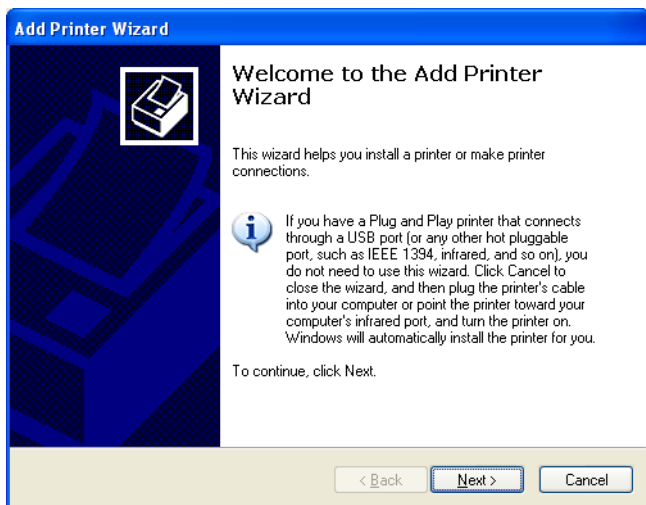 Add Printer Wizard
Welcome to the Add Printer
Wizard
This wizard helps you install a printer or make printer
connections.
If you have a Plug and Play printer that connects
through a USB port (or any other hot pluggable
port, such as IEEE 1394, infrared, and so on), you
do not need to use this wizard. Click Cancel to
close the wizard, and then plug the printer's cable
into your computer or point the printer toward your
computer's infrared port, and turn the printer on.
Windows will automatically install the printer for you.
To continue, click Next.
< Back Next > Cancel